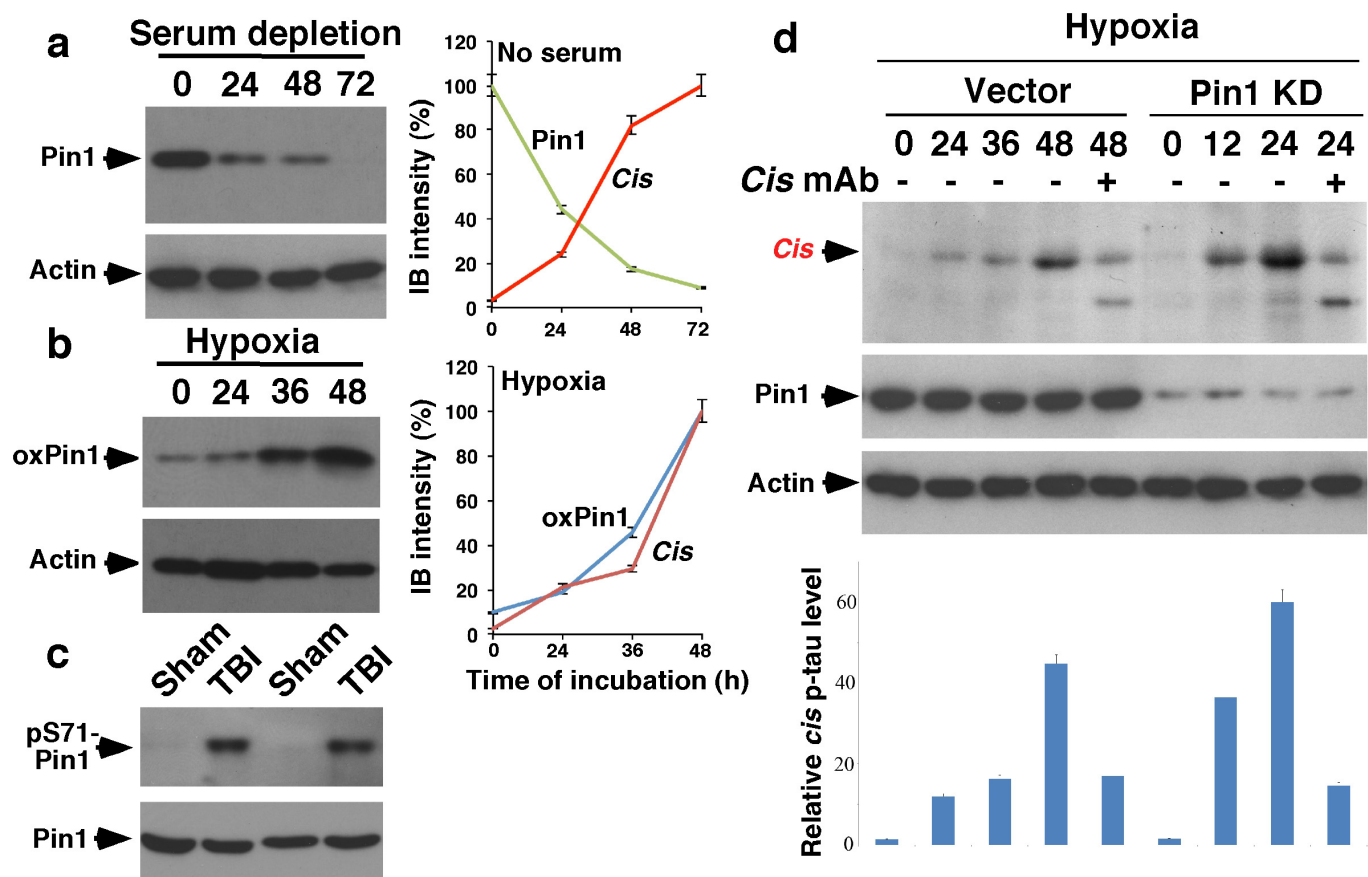 a
Serum depletion
0 24 48 72
Pin1
Actin
120
100
80
60
40
20
0
IB intensity (%)
No serum
Pin1
Cis
0 24 48 72
b
Hypoxia
0 24 36 48
oxPin1
Actin
120
100
80
60
40
20
0
IB intensity (%)
Hypoxia
oxPin1
Cis
0 24 36 48
Time of incubation (h)
c
Sham TBI Sham TBI
pS71-
Pin1
Pin1
d
Hypoxia
Vector Pin1 KD
0 24 36 48 48 0 12 24 24
Cis mAb - - - - + - - - +
Cis
Pin1
Actin
Relative cis p-tau level
60
40
20
0